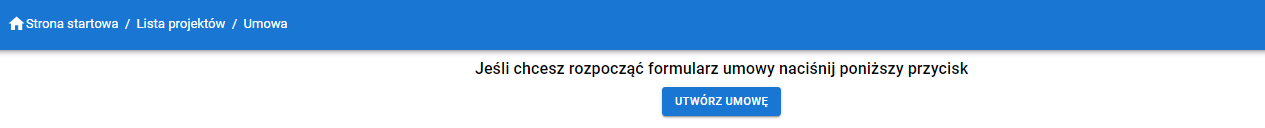 Strona startowa / Lista projektów / Umowa
Jeśli chcesz rozpocząć formularz umowy naciśnij poniższy przycisk
UTWÓRZ UMOWĘ